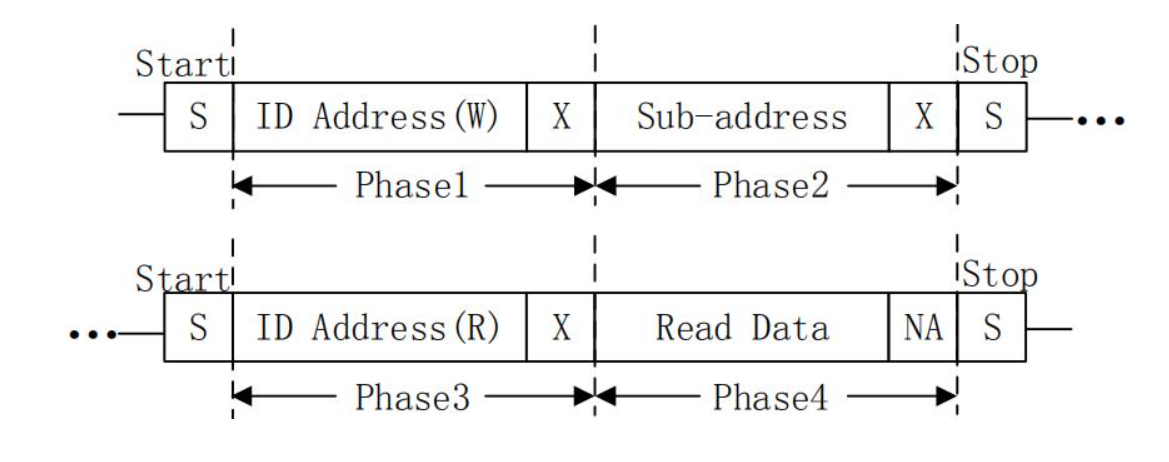 Start Stop
S ID Address(W) X Sub-address X S •••
Phase1 Phase2
Start Stop
••• S ID Address(R) X Read Data NA S
Phase3 Phase4